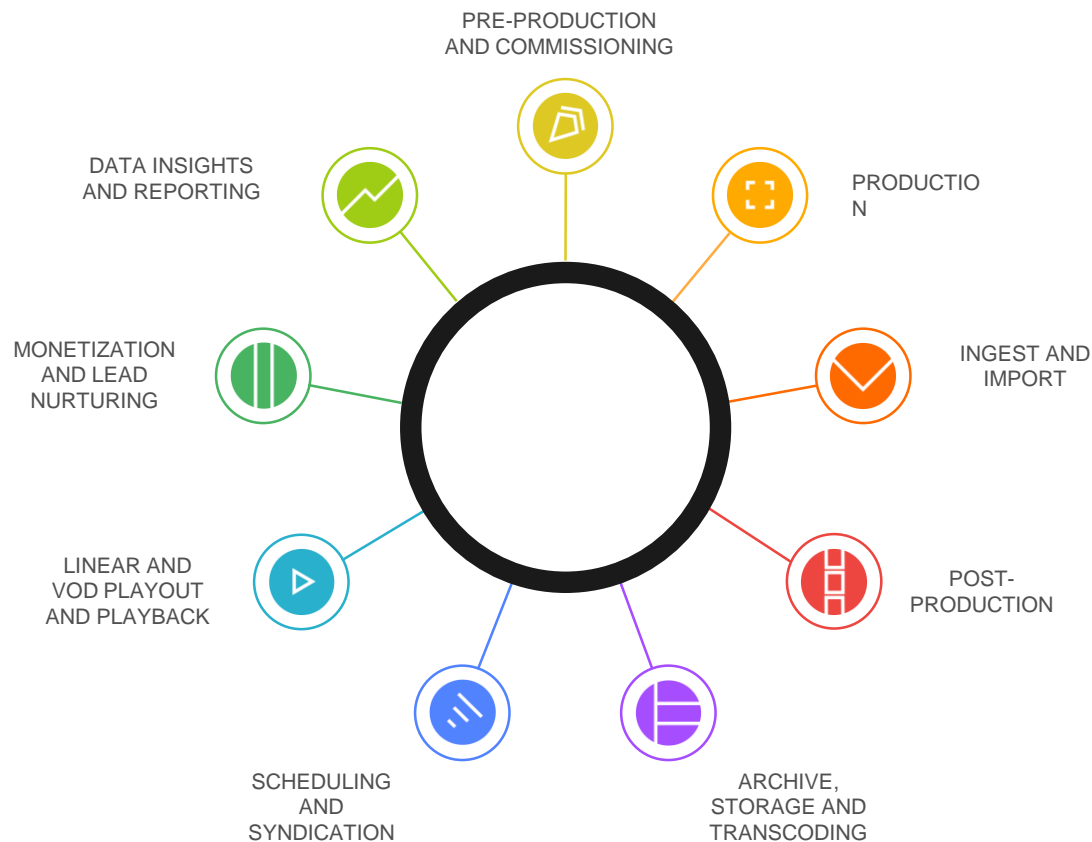 PRE-PRODUCTION
AND COMMISSIONING
DATA INSIGHTS
AND REPORTING
PRODUCTIO
N
MONETIZATION
AND LEAD
NURTURING
INGEST AND
IMPORT
LINEAR AND
VOD PLAYOUT
AND PLAYBACK
POST-
PRODUCTION
SCHEDULING
AND
SYNDICATION
ARCHIVE,
STORAGE AND
TRANSCODING